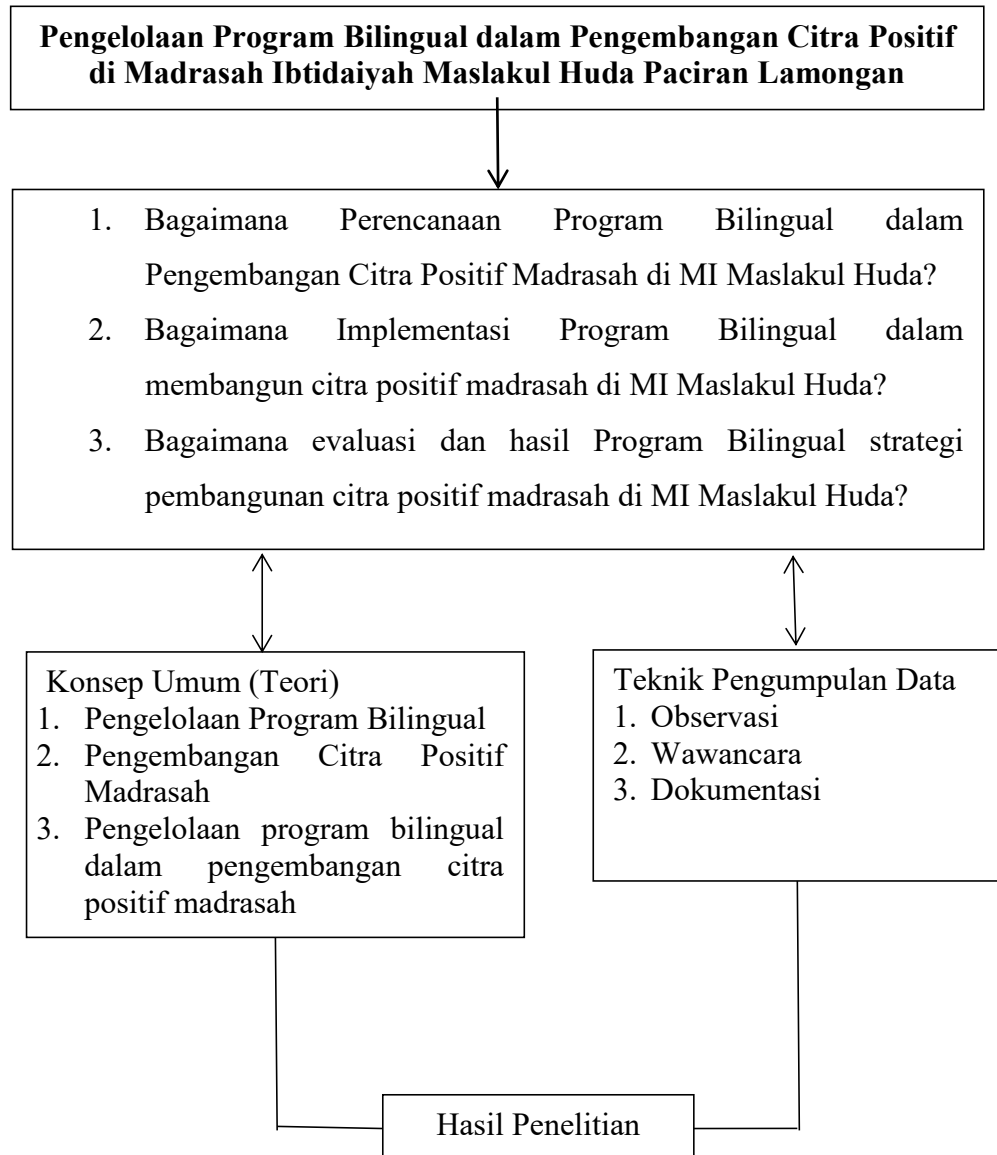 Pengelolaan Program Bilingual dalam Pengembangan Citra Positif
di Madrasah Ibtidaiyah Maslakul Huda Paciran Lamongan
1. Bagaimana Perencanaan Program Bilingual dalam
Pengembangan Citra Positif Madrasah di MI Maslakul Huda?
2. Bagaimana Implementasi Program Bilingual dalam
membangun citra positif madrasah di MI Maslakul Huda?
3. Bagaimana evaluasi dan hasil Program Bilingual strategi
pembangunan citra positif madrasah di MI Maslakul Huda?
Konsep Umum (Teori)
1. Pengelolaan Program Bilingual
2. Pengembangan Citra Positif
Madrasah
3. Pengelolaan program bilingual
dalam pengembangan citra
positif madrasah
Teknik Pengumpulan Data
1. Observasi
2. Wawancara
3. Dokumentasi
Hasil Penelitian